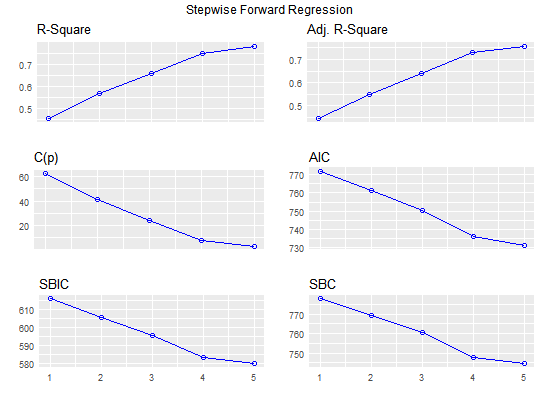 Stepwise Forward Regression
R-Square
0.7
0.6
0.5
Adj. R-Square
0.7
0.6
0.5
C(p)
60
40
20
AIC
770
760
750
740
730
SBIC
610
600
590
580
1 2 3 4 5
SBC
770
760
750
1 2 3 4 5